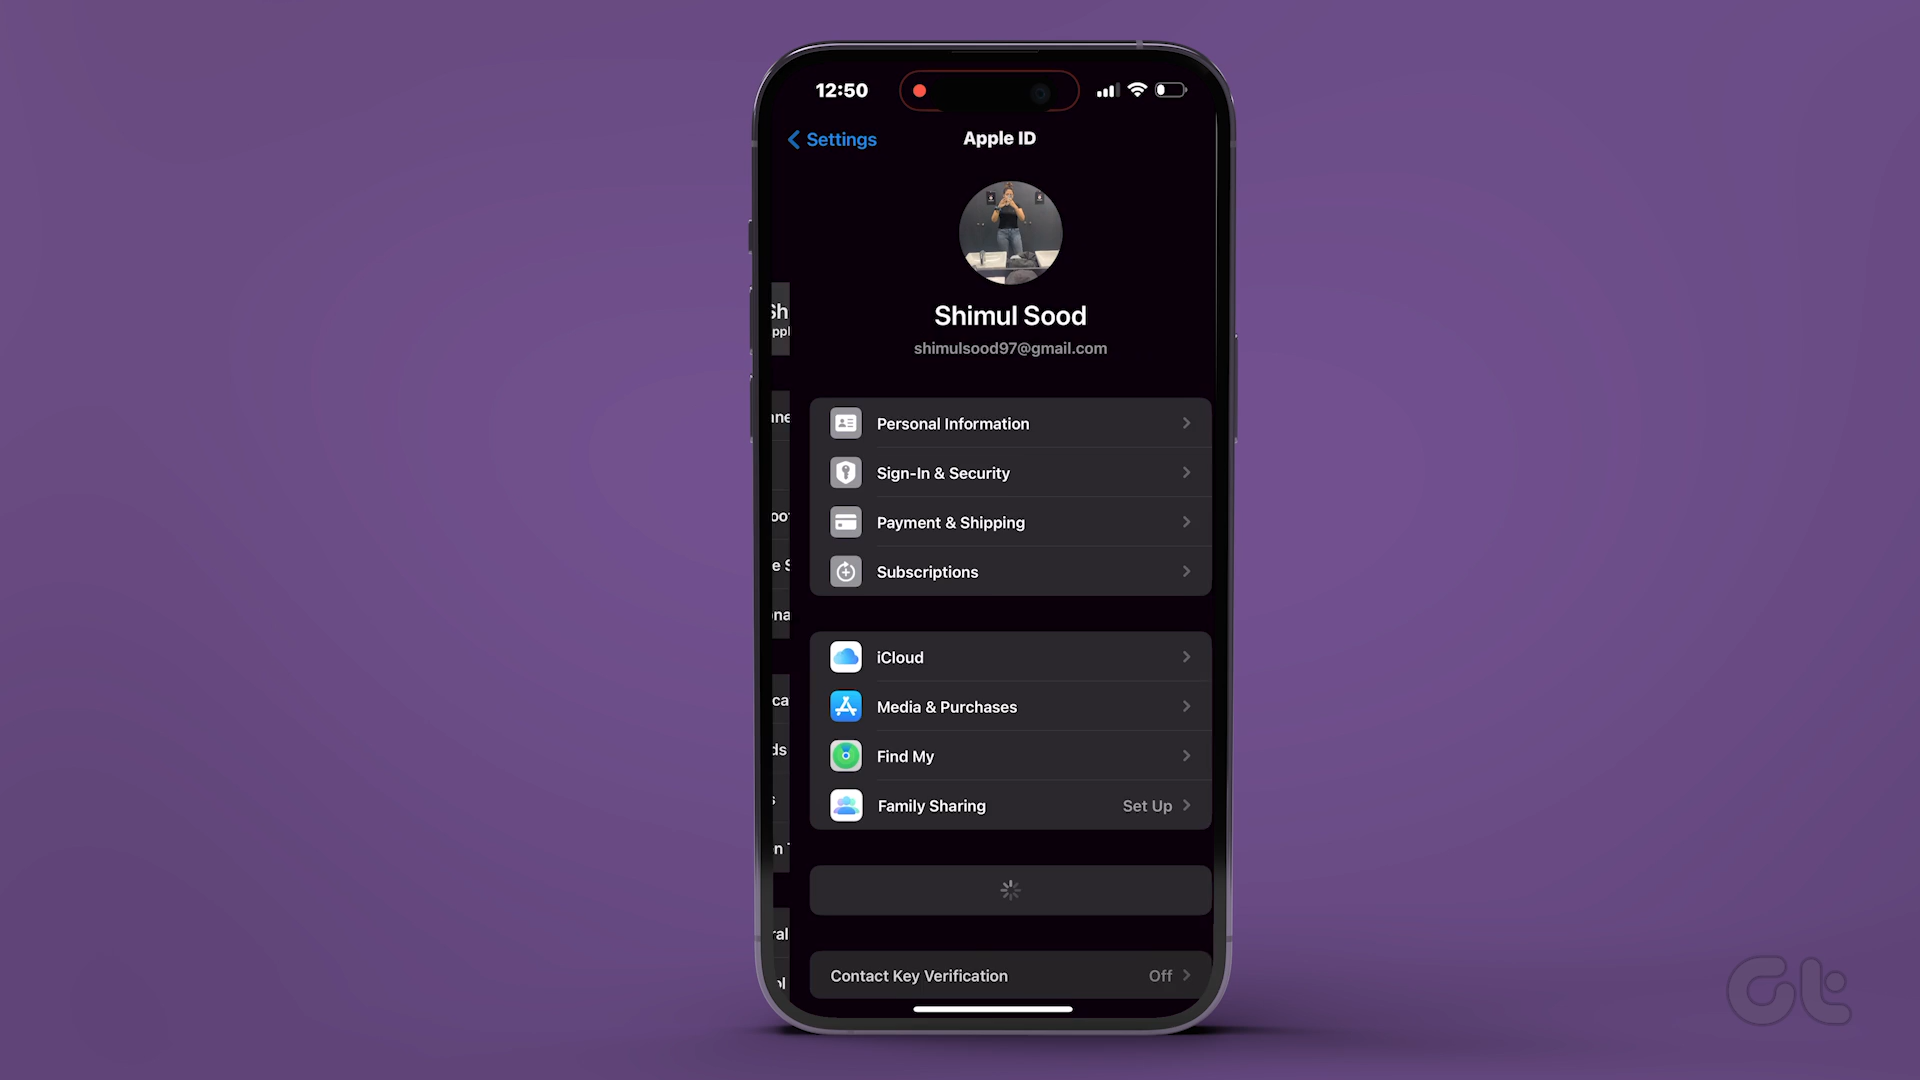 12:50
Settings
Apple ID
Shimul Sood
shimulsood97@gmail.com
Personal Information
Sign-In & Security
Payment & Shipping
Subscriptions
iCloud
Media & Purchases
Find My
Family Sharing Set Up
Contact Key Verification Off
Gt